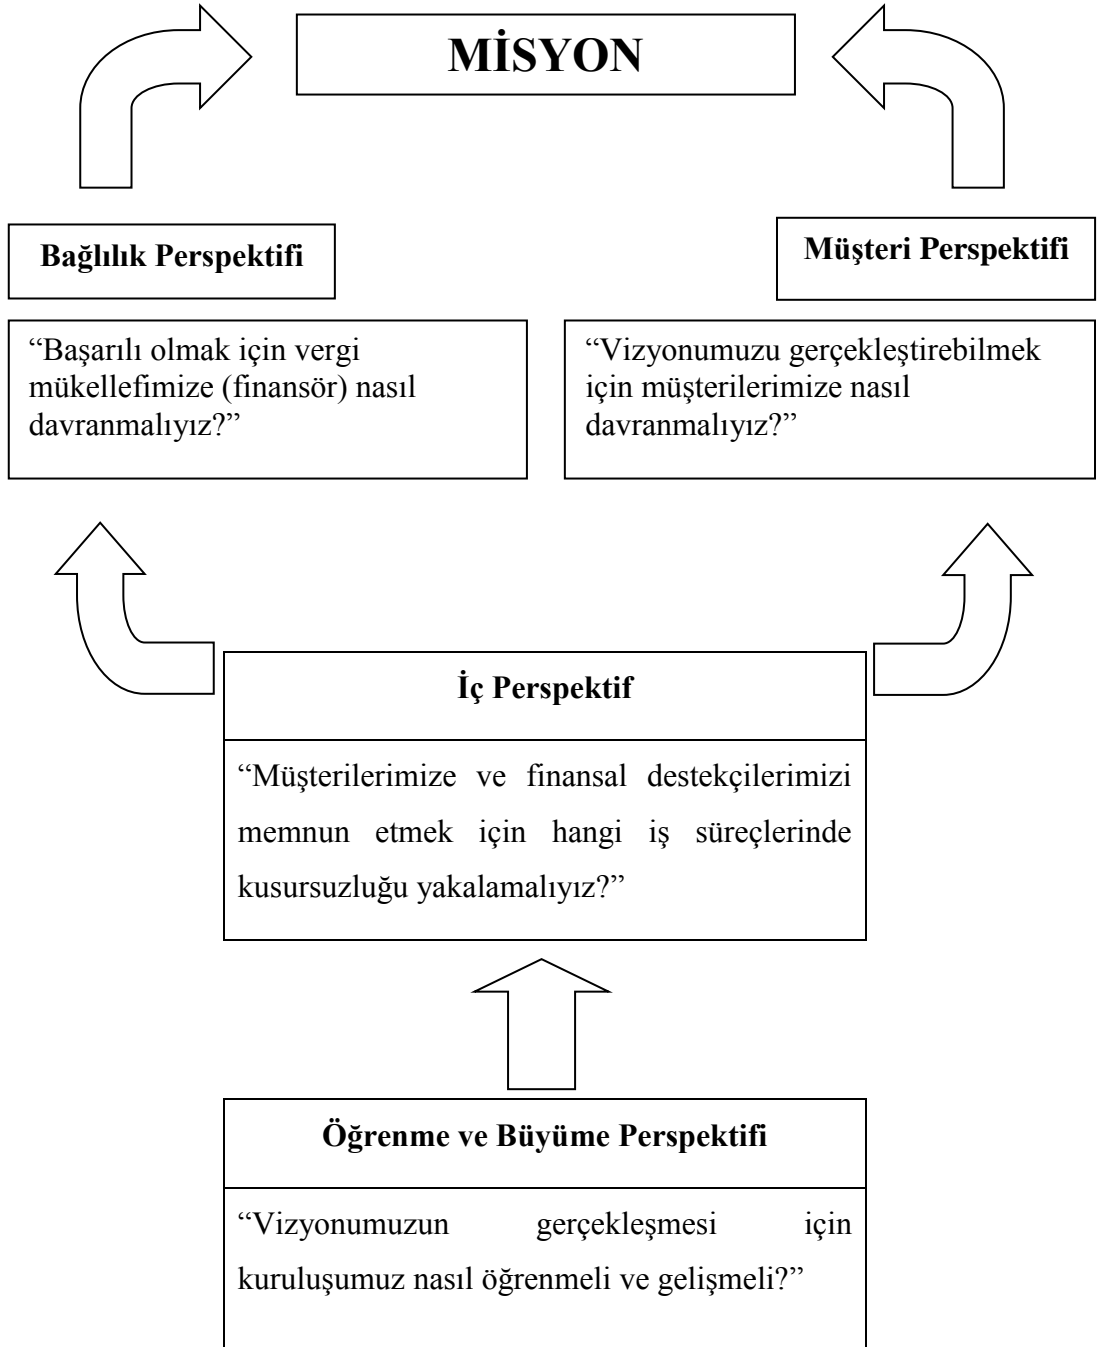 MİSYON
Bağlılık Perspektifi
Müşteri Perspektifi
“Başarılı olmak için vergi
mükellefimize (finansör) nasıl
davranmalıyız?”
“Vizyonumuzu gerçekleştirebilmek
için müşterilerimize nasıl
davranmalıyız?”
İç Perspektif
“Müşterilerimize ve finansal destekçilerimizi
memnun etmek için hangi iş süreçlerinde
kusursuzluğu yakalamalıyız?”
Öğrenme ve Büyüme Perspektifi
“Vizyonumuzun gerçekleşmesi için
kuruluşumuz nasıl öğrenmeli ve gelişmeli?”